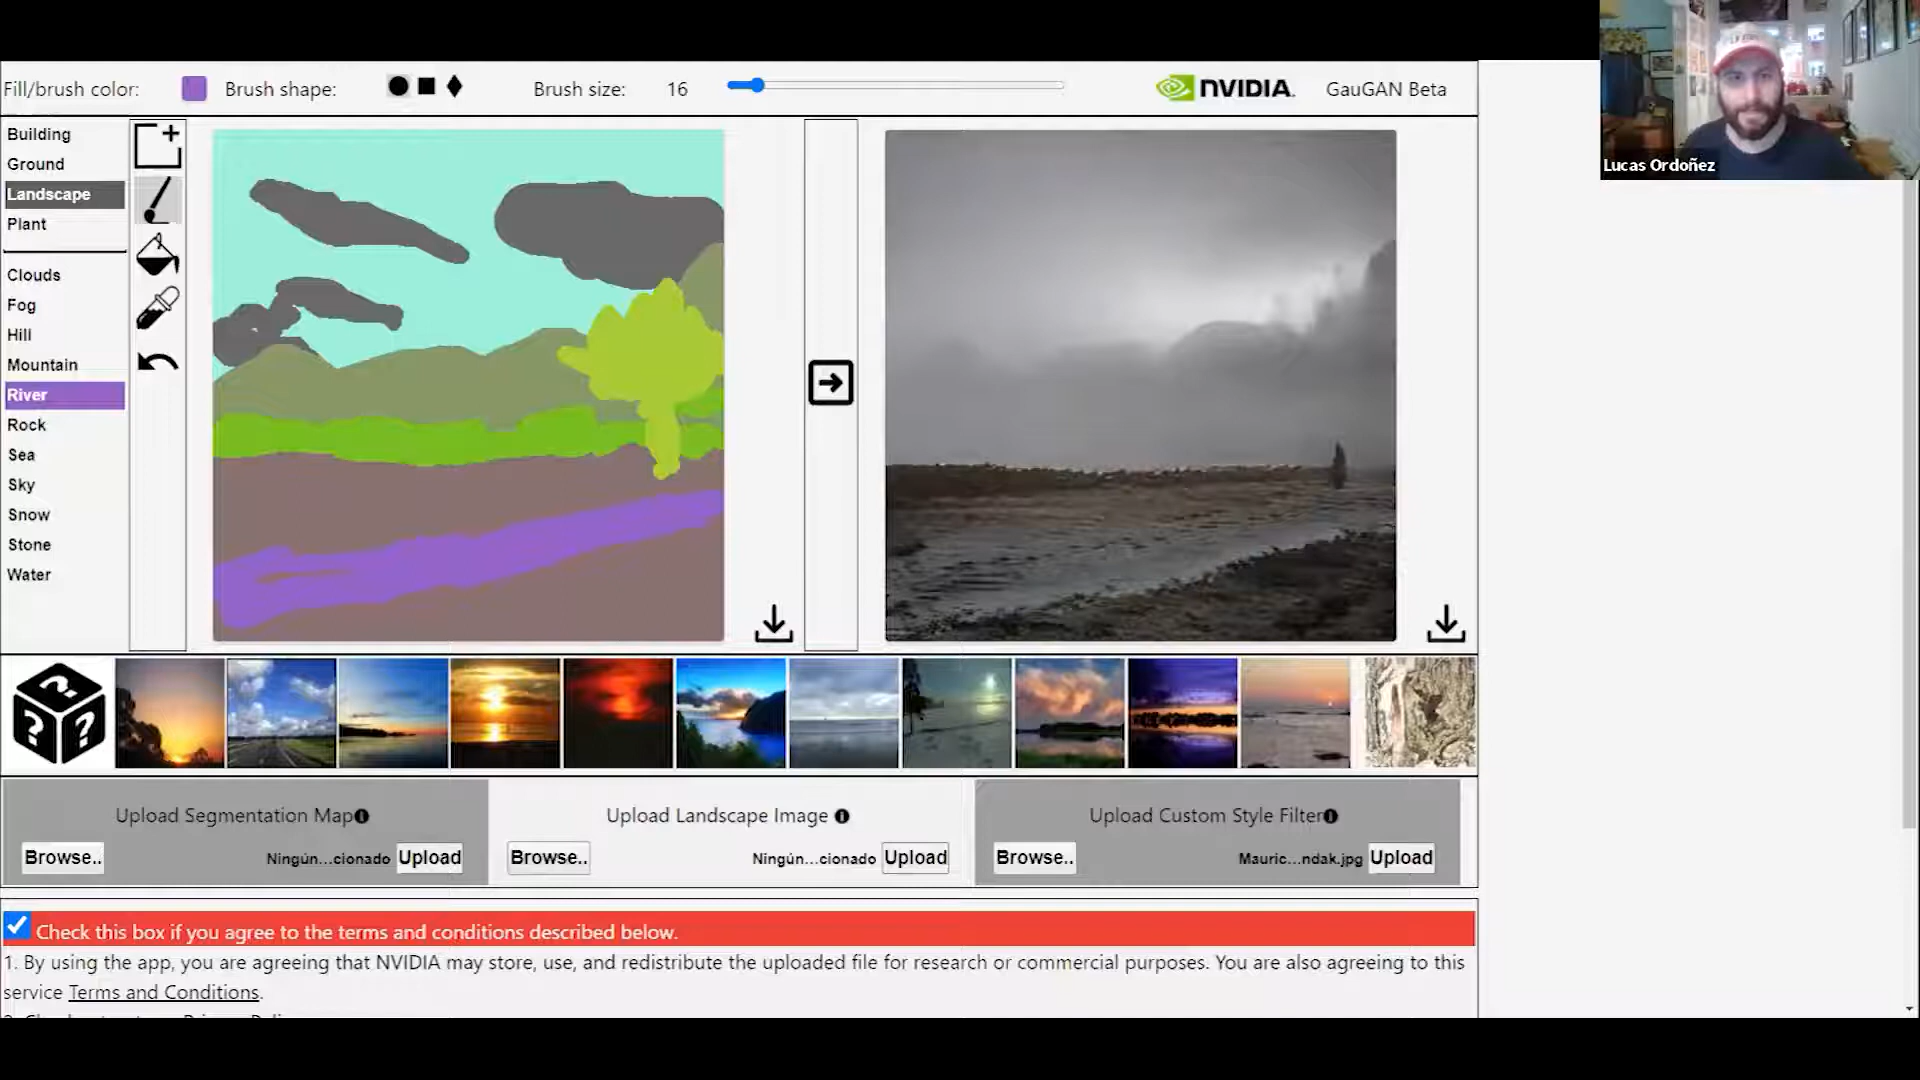 Fill/brush color: Brush shape: Brush size: 16 NVIDIA. GauGAN Beta
Lucas Ordoñez
Building
Ground
Landscape
Plant
Clouds
Fog
Hill
Mountain
River
Rock
Sea
Sky
Snow
Stone
Water
Upload Segmentation Map Upload Landscape Image Upload Custom Style Filter
Browse.. Ningún...cionado Upload Browse.. Ningún...cionado Upload Browse.. Mauric...ndak.jpg Upload
Check this box if you agree to the terms and conditions described below.
1. By using the app, you are agreeing that NVIDIA may store, use, and redistribute the uploaded file for research or commercial purposes. You are also agreeing to this
service Terms and Conditions.